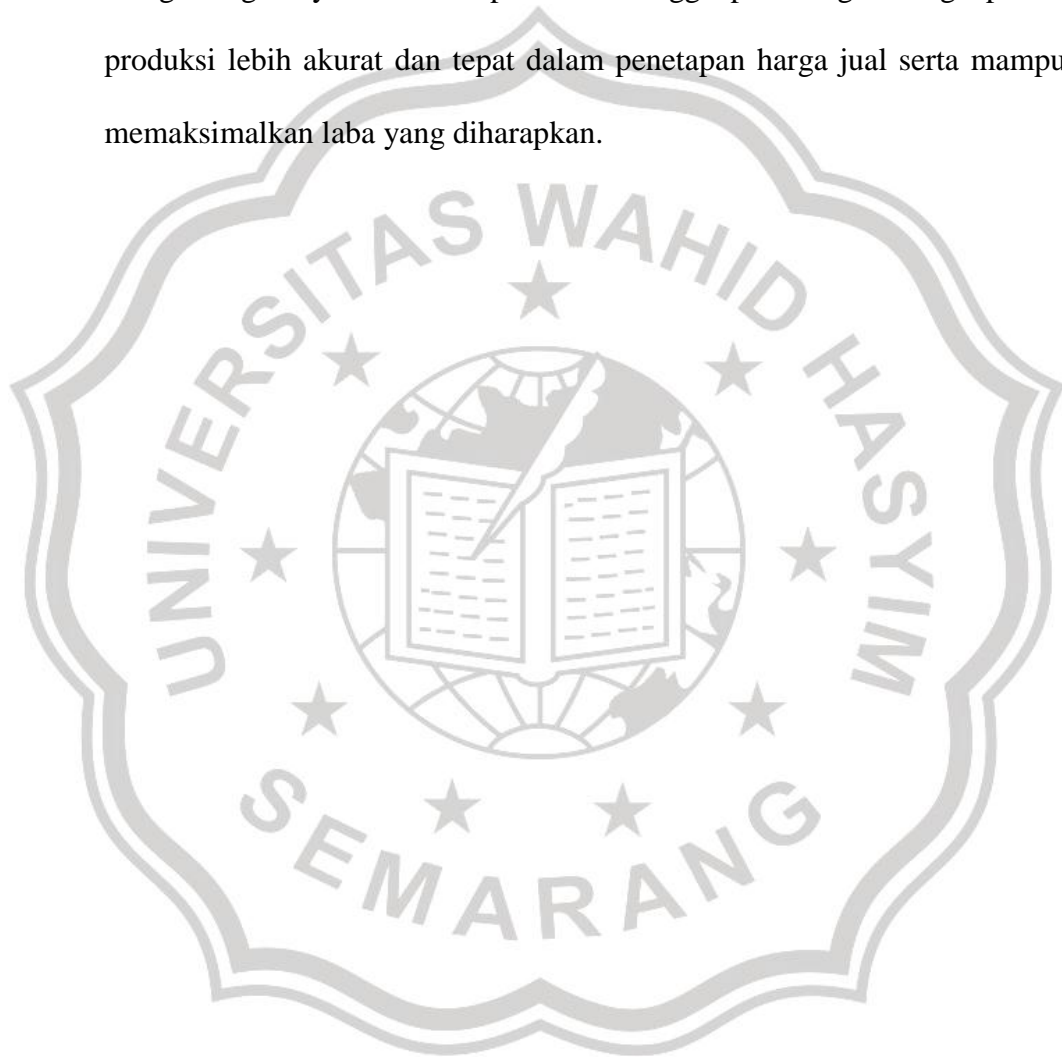 produksi lebih akurat dan tepat dalam penetapan harga jual serta mampu
memaksimalkan laba yang diharapkan.
UNIVERSITAS WAHID HASYIM
SEMARANG